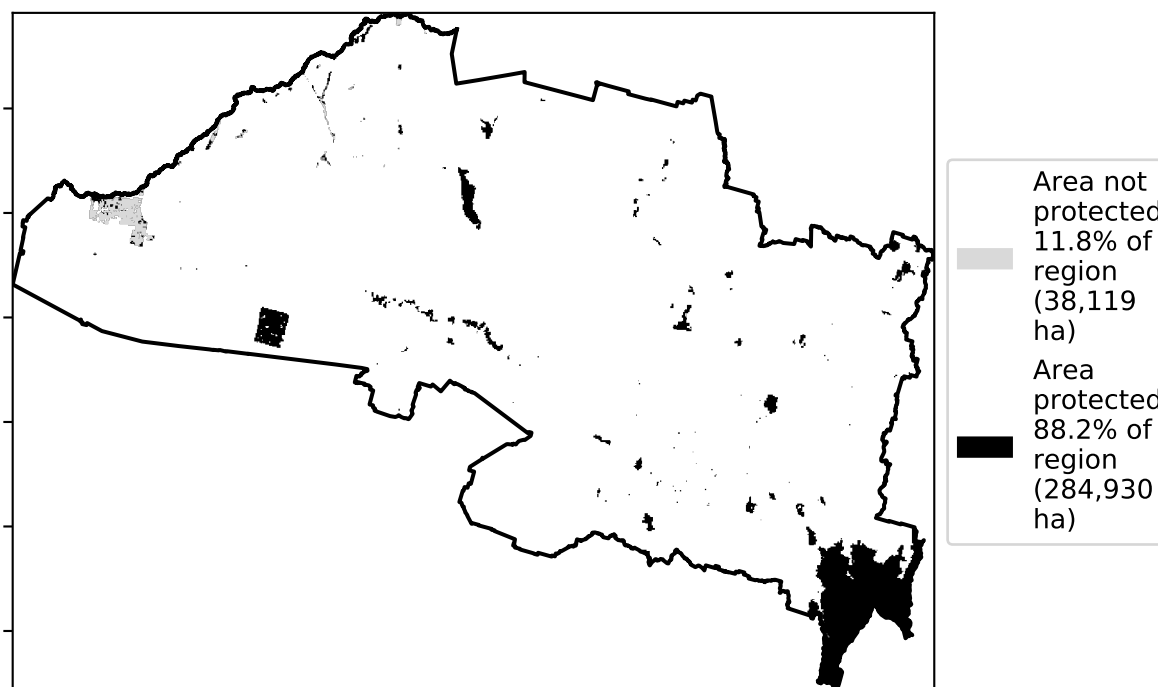 Area not
protected
11.8% of
region
(38,119
ha)
Area
protected
88.2% of
region
(284,930
ha)